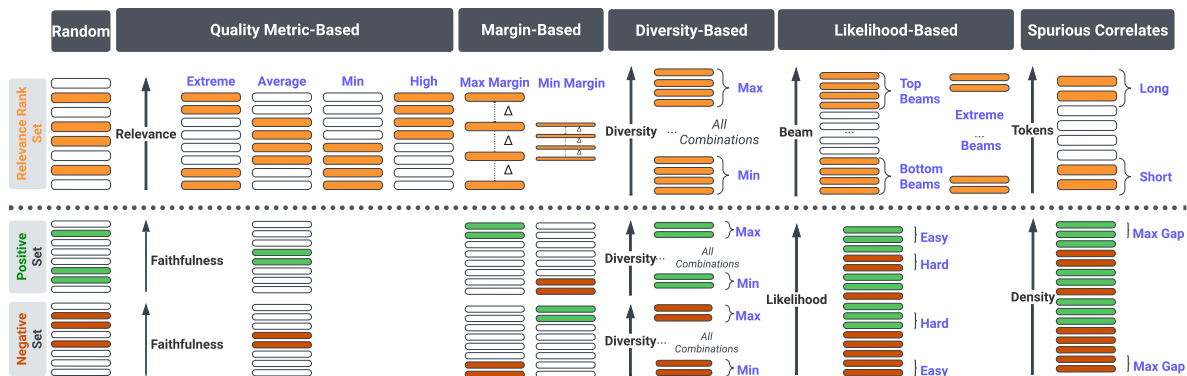 Random
Quality Metric-Based
Margin-Based
Diversity-Based
Likelihood-Based
Spurious Correlates
Relevance Rank
Set
Relevance
Extreme
Average
Min
High
Max Margin
Min Margin
Δ
Δ
Δ
Δ
Δ
Δ
Diversity
Max
...
All
Combinations
Min
Beam
...
Top
Beams
Extreme
...
Beams
Bottom
Beams
Tokens
Long
Short
Positive
Set
Faithfulness
Diversity
...
Max
All
Combinations
Min
Negative
Set
Faithfulness
Diversity
...
Max
All
Combinations
Min
Likelihood
Easy
Hard
Hard
Easy
Density
Max Gap
Max Gap